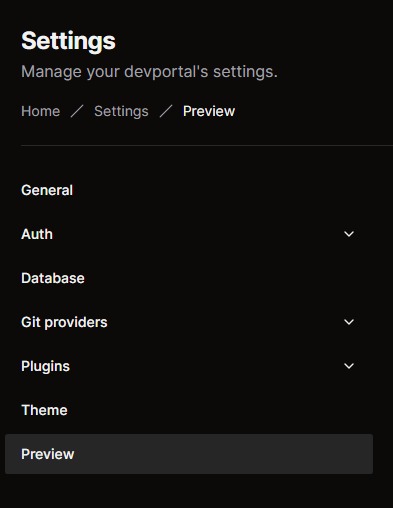 Settings
Manage your devportal's settings.
Home / Settings / Preview
General
Auth
Database
Git providers
Plugins
Theme
Preview